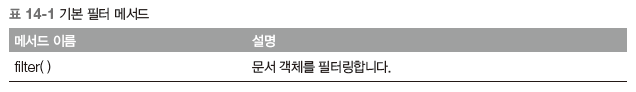 표 14-1 기본 필터 메서드
메서드 이름 설명
filter( ) 문서 객체를 필터링합니다.